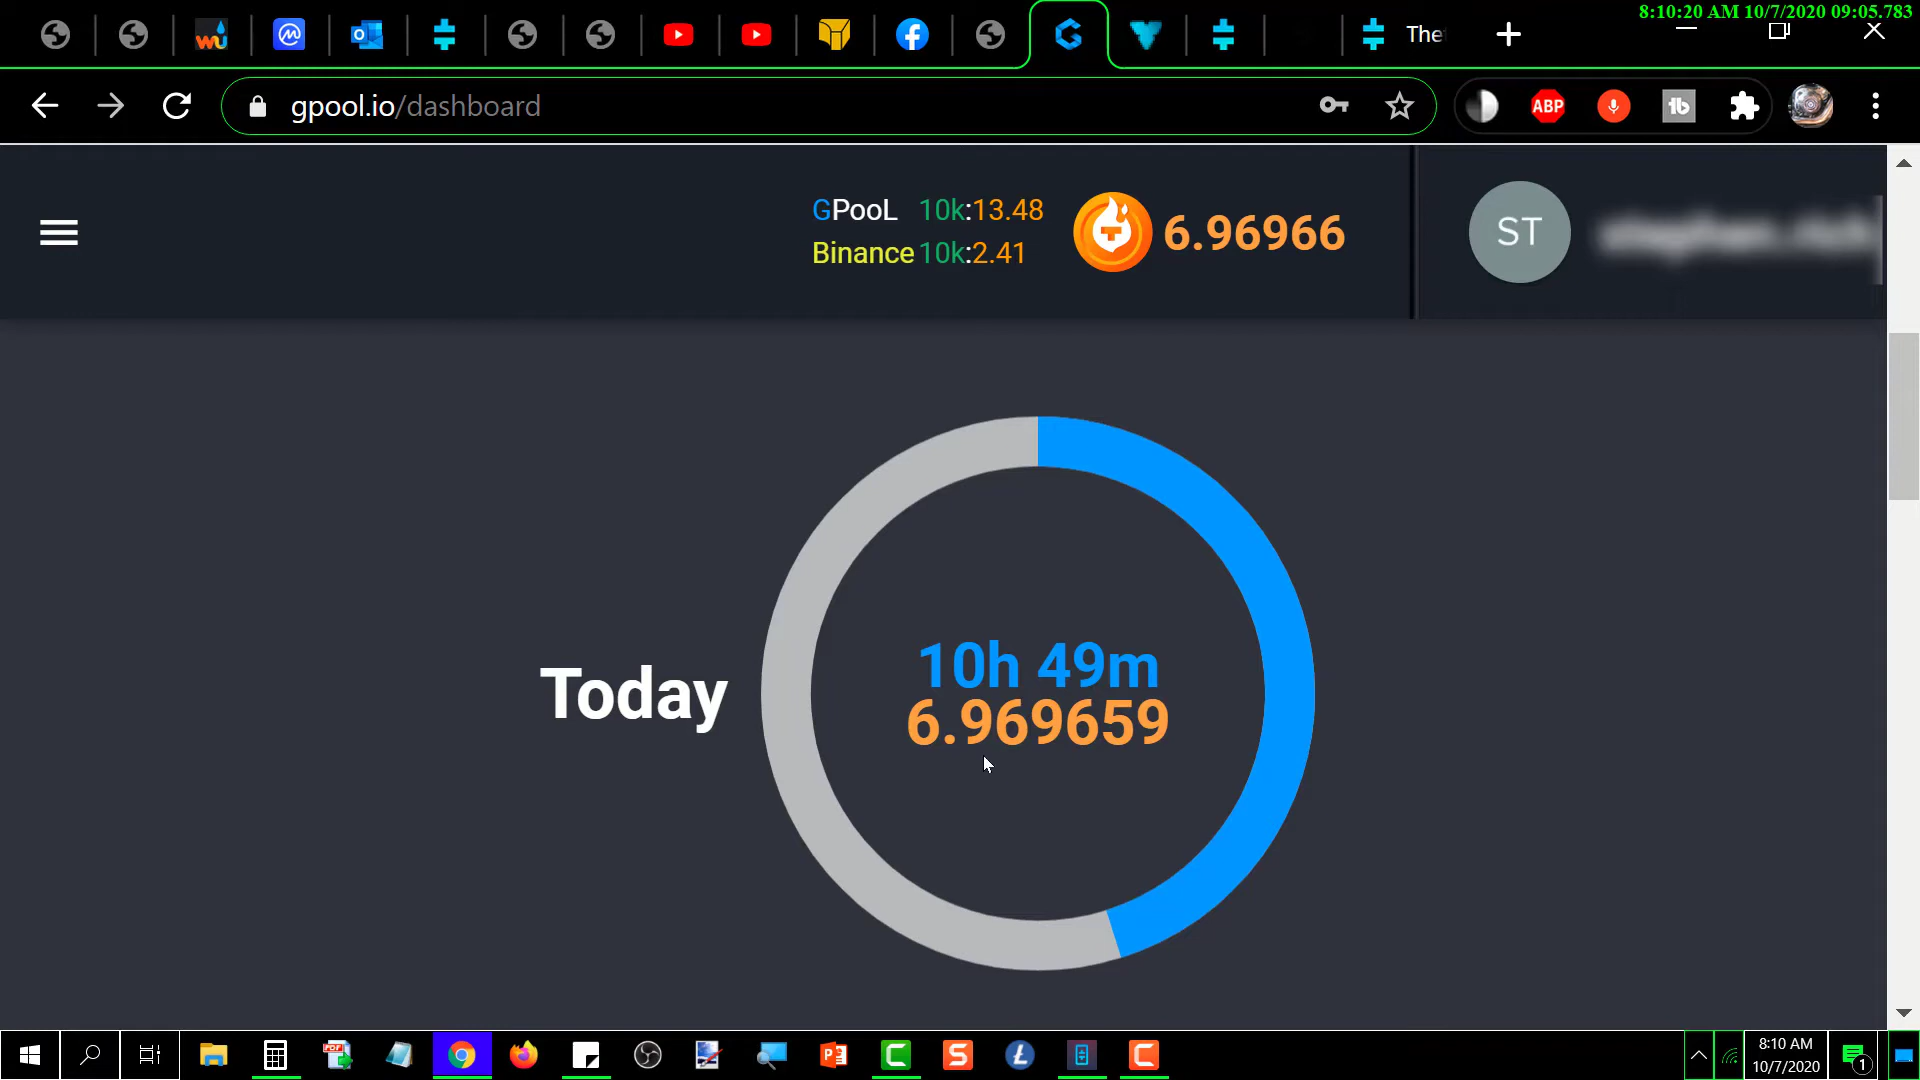 8:10:20 AM 10/7/2020 09:05.783
The
gpool.io/dashboard
ABP
GPooL 10k:13.48
Binance 10k:2.41
6.96966
ST
10h 49m
Today
6.969659
8:10 AM
10/7/2020
1